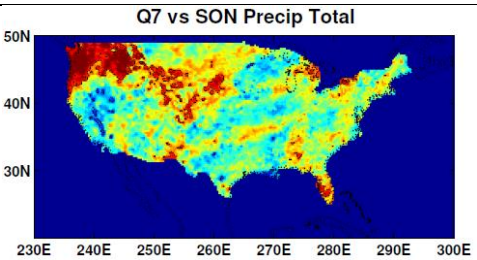 Q7 vs SON Precip Total
50N
40N
30N
230E 240E 250E 260E 270E 280E 290E 300E